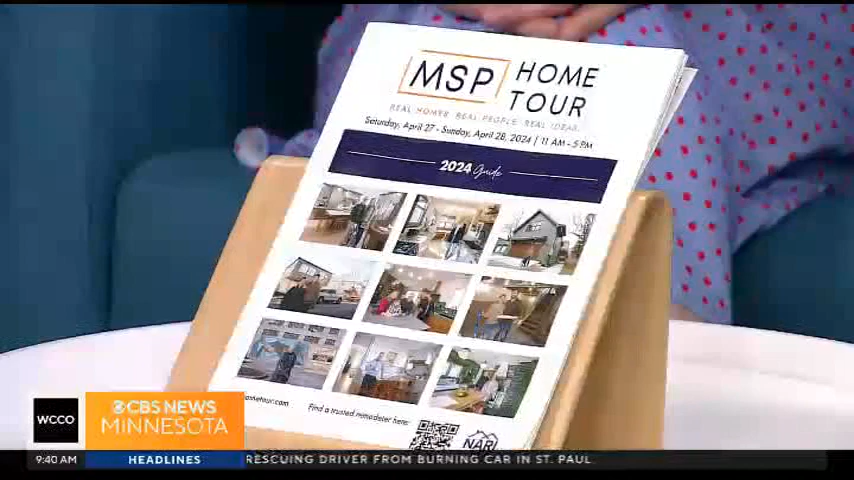 MSP HOME
TOUR
REAL HOMES. REAL PEOPLE. REAL IDEAS.
Saturday, April 27 - Sunday, April 28, 2024 | 11 AM - 5 PM
2024 Guide
Find a trusted remodeler here:
NARI
WCCO
CBS NEWS
MINNESOTA
9:40 AM HEADLINES RESCUING DRIVER FROM BURNING CAR IN ST. PAUL